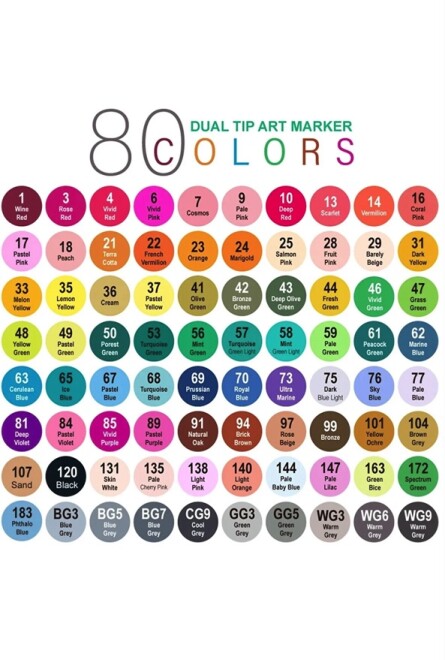 80 DUAL TIP ART MARKER
COLORS
1
Wine
Red
3
Rose
Red
4
Vivid
Red
6
Vivid
Pink
7
Cosmos
9
Pale
Pink
10
Deep
Red
13
Scarlet
14
Vermilion
16
Coral
Pink
17
Pastel
Pink
18
Peach
21
Terra
Cotta
22
French
Vermilion
23
Orange
24
Marigold
25
Salmon
Pink
28
Fruit
Pink
29
Barely
Beige
31
Dark
Yellow
33
Melon
Yellow
35
Lemon
Yellow
36
Cream
37
Pastel
Yellow
41
Olive
Green
42
Bronze
Green
43
Deep Olive
Green
44
Fresh
Green
46
Vivid
Green
47
Grass
Green
48
Yellow
Green
49
Pastel
Green
50
Forest
Green
53
Turquoise
Green
56
Mint
Green
57
Turquoise
Green Light
58
Mint
Green Light
59
Pale
Green
61
Peacock
Green
62
Marine
Blue
63
Cerulean
Blue
65
Ice
Blue
67
Pastel
Blue
68
Turquoise
Blue
69
Prussian
Blue
70
Royal
Blue
73
Ultra
Marine
75
Dark
Blue Light
76
Sky
Blue
77
Pale
Blue
81
Deep
Violet
84
Pastel
Violet
85
Vivid
Purple
89
Pastel
Purple
91
Natural
Oak
94
Brick
Brown
97
Rose
Beige
99
Bronze
101
Yellow
Ochre
104
Brown
Grey
107
Sand
120
Black
131
Skin
White
135
Pale
Cherry Pink
138
Light
Pink
140
Light
Orange
144
Pale
Baby Blue
147
Pale
Lilac
163
Green
Bice
172
Spectrum
Green
183
Phthalo
Blue
BG3
Blue
Grey
BG5
Blue
Grey
BG7
Blue
Grey
CG9
Cool
Grey
GG3
Green
Grey
GG5
Green
Grey
WG3
Warm
Grey
WG6
Warm
Grey
WG9
Warm
Grey